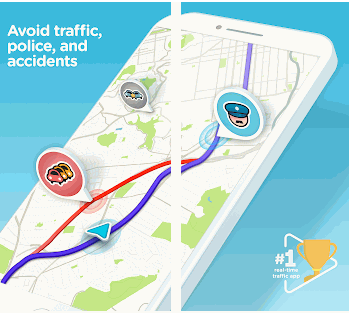 Avoid traffic,
police, and
accidents
#1
real-time
traffic app